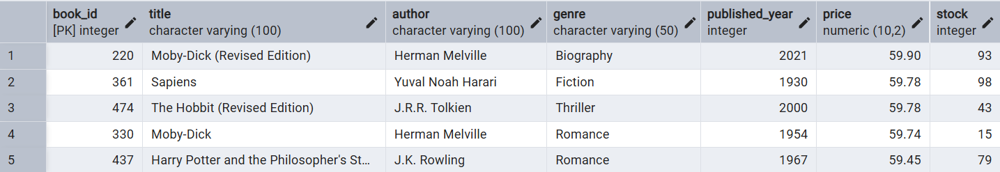 book_id title author genre published_year price stock
[PK] integer character varying (100) character varying (100) character varying (50) integer numeric (10,2) integer
1 220 Moby-Dick (Revised Edition) Herman Melville Biography 2021 59.90 93
2 361 Sapiens Yuval Noah Harari Fiction 1930 59.78 98
3 474 The Hobbit (Revised Edition) J.R.R. Tolkien Thriller 2000 59.78 43
4 330 Moby-Dick Herman Melville Romance 1954 59.74 15
5 437 Harry Potter and the Philosopher's St... J.K. Rowling Romance 1967 59.45 79